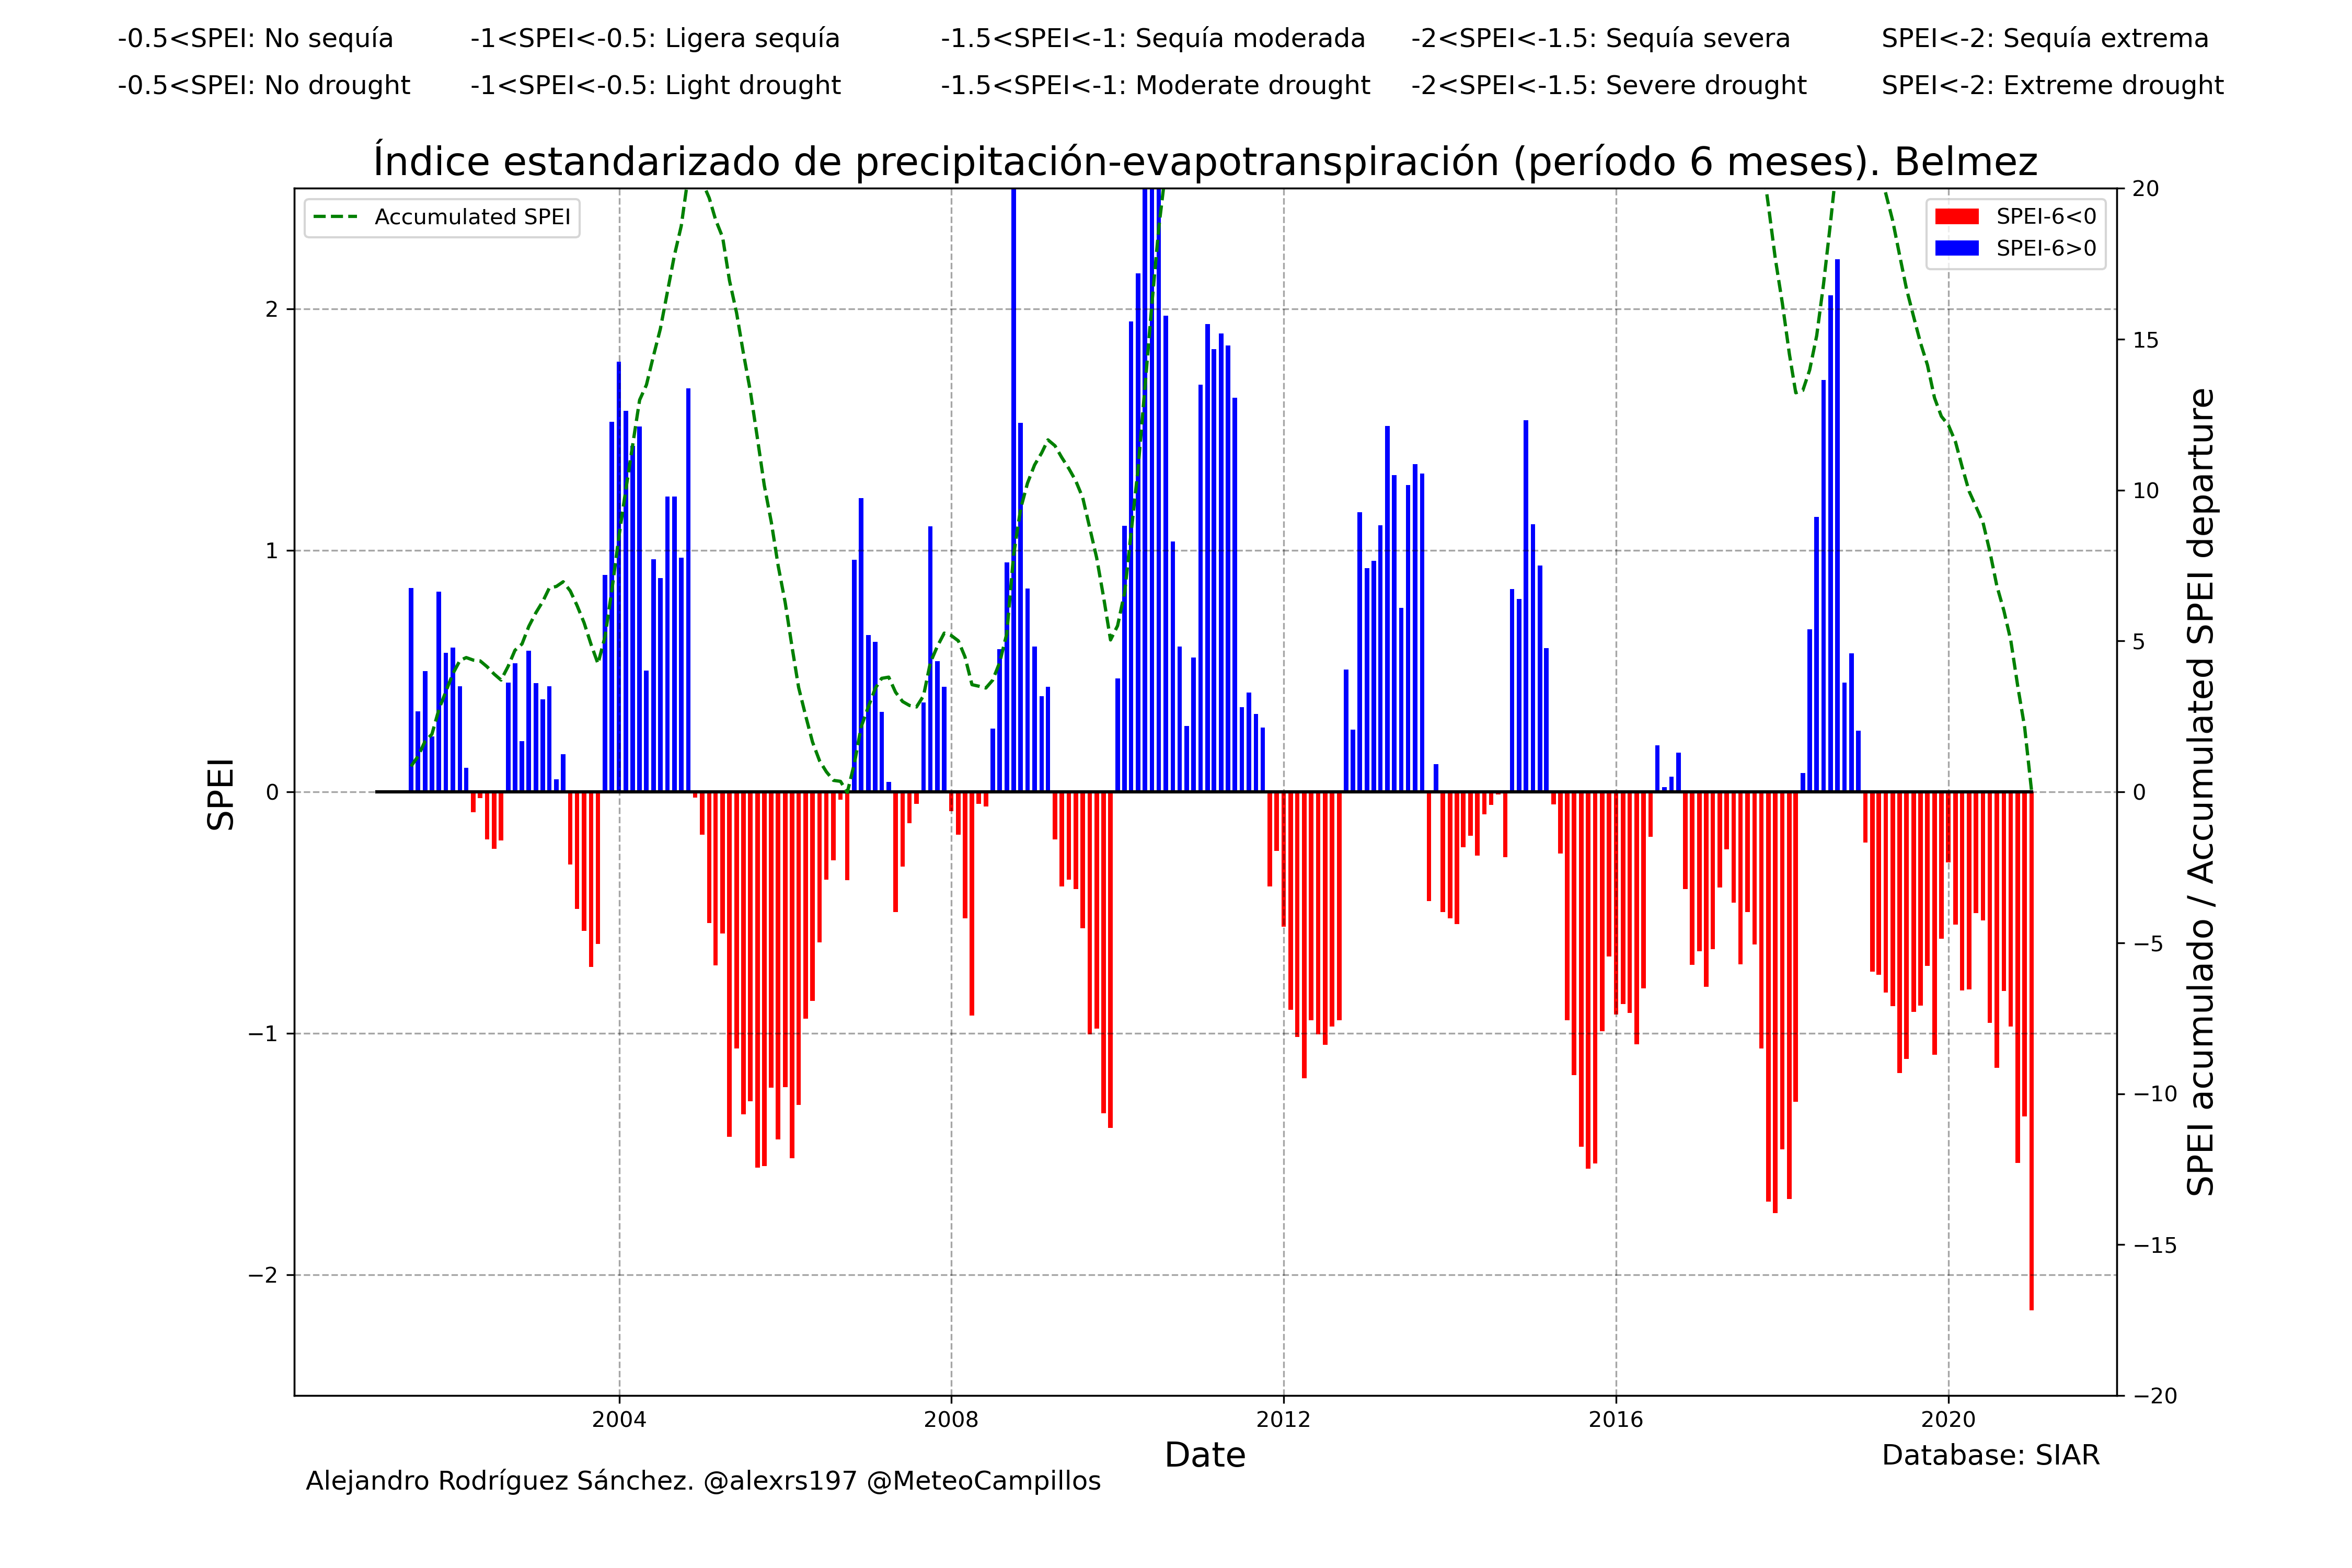 -0.5<SPEI: No sequía -1<SPEI<-0.5: Ligera sequía -1.5<SPEI<-1: Sequía moderada -2<SPEI<-1.5: Sequía severa SPEI<-2: Sequía extrema
-0.5<SPEI: No drought -1<SPEI<-0.5: Light drought -1.5<SPEI<-1: Moderate drought -2<SPEI<-1.5: Severe drought SPEI<-2: Extreme drought
Índice estandarizado de precipitación-evapotranspiración (período 6 meses). Belmez
Accumulated SPEI
SPEI-6<0
SPEI-6>0
SPEI
2
1
0
−1
−2
20
15
10
5
0
−5
−10
−15
−20
SPEI acumulado / Accumulated SPEI departure
2004 2008 2012 2016 2020
Date
Database: SIAR
Alejandro Rodríguez Sánchez. @alexrs197 @MeteoCampillos